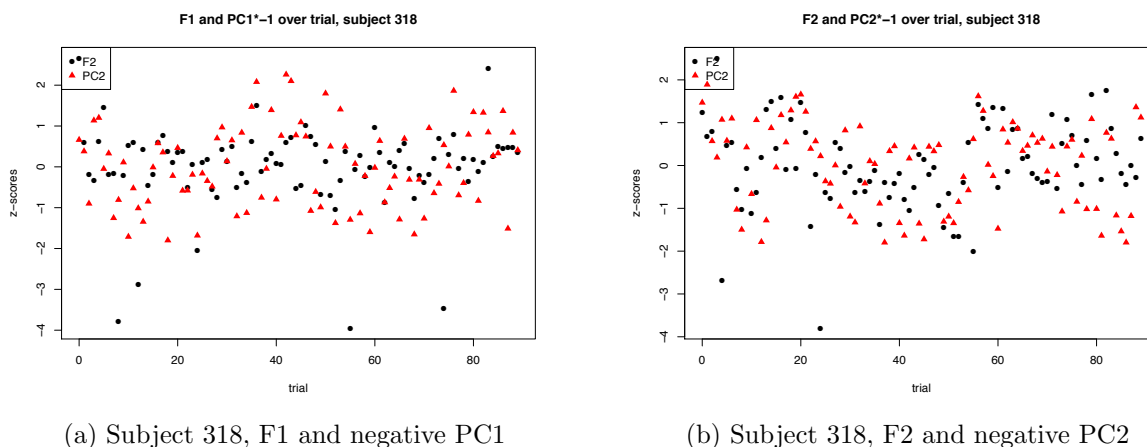 F1 and PC1*−1 over trial, subject 318
F2
PC2
z−scores
2
1
0
−1
−2
−3
−4
0
20
40
60
80
trial
(a) Subject 318, F1 and negative PC1
F2 and PC2*−1 over trial, subject 318
F2
PC2
z−scores
2
1
0
−1
−2
−3
−4
0
20
40
60
80
trial
(b) Subject 318, F2 and negative PC2